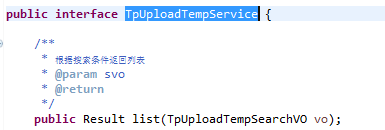 public interface TpUploadTempService {
/**
* 根据搜索条件返回列表
* @param svo
* @return
*/
public Result list(TpUploadTempSearchVO vo);